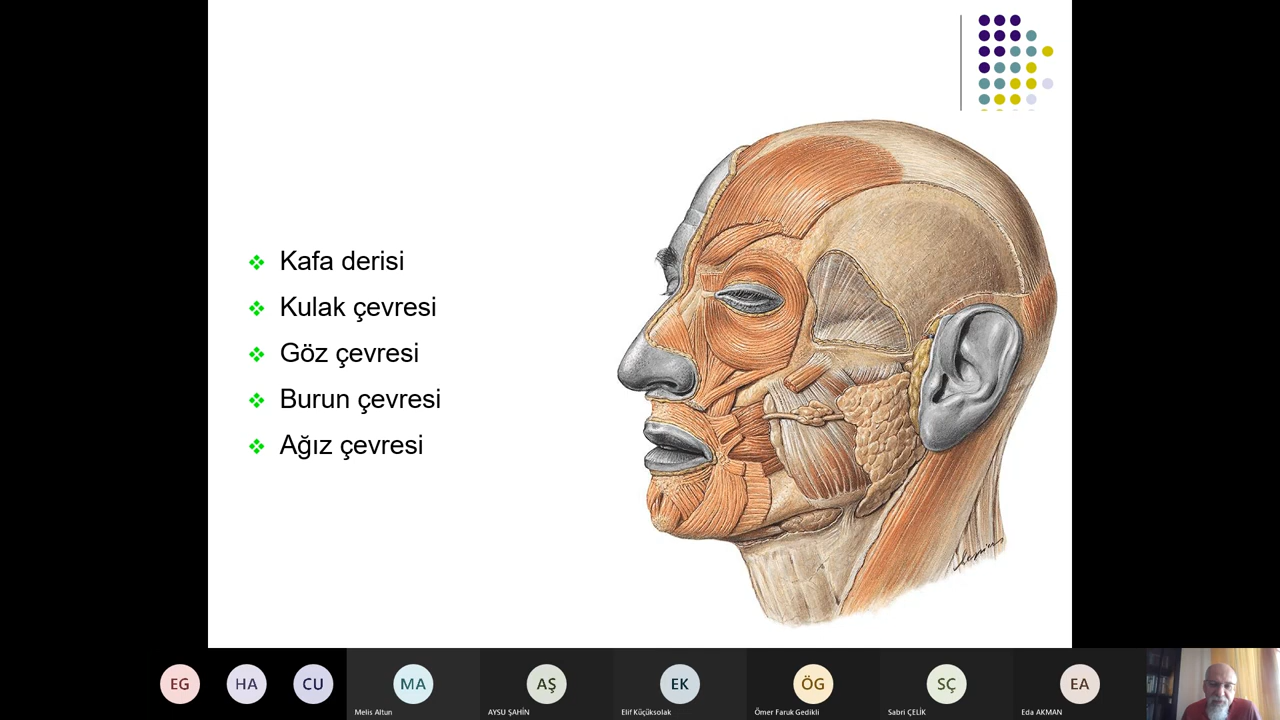 Kafa derisi
Kulak çevresi
Göz çevresi
Burun çevresi
Ağız çevresi
EG
HA
CU
MA
AŞ
EK
ÖG
SÇ
EA
Melis Altun
AYSU ŞAHİN
Elif Küçüksolak
Ömer Faruk Gedikli
Sabri ÇELİK
Eda AKMAN